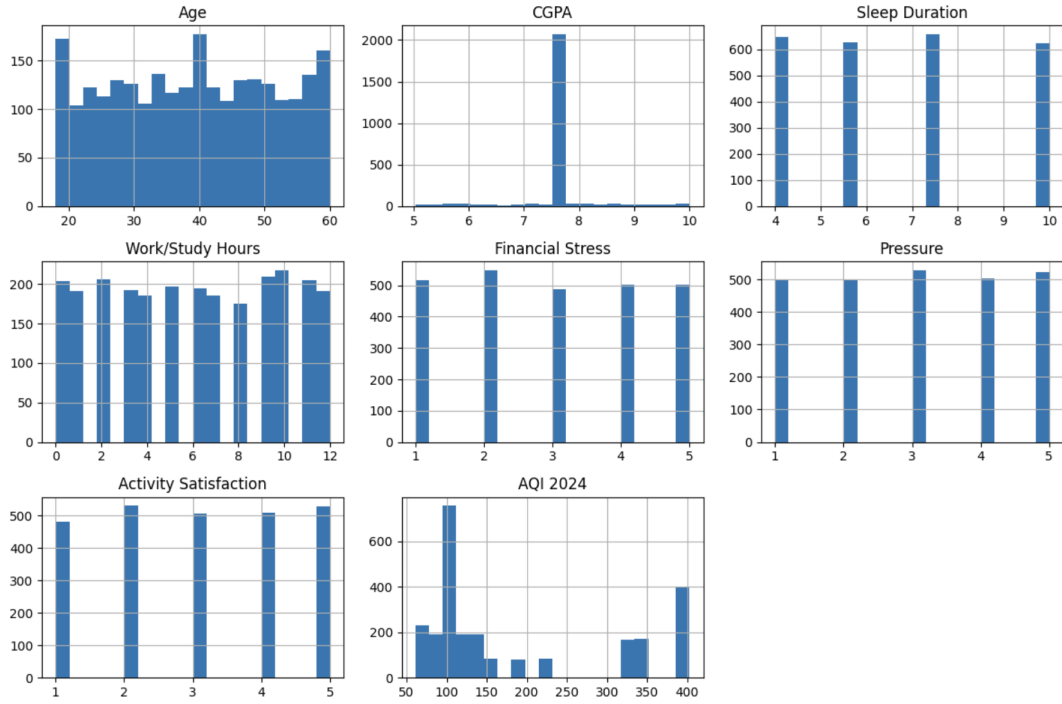 Age
150
100
50
0
20 30 40 50 60
CGPA
2000
1500
1000
500
0
5 6 7 8 9 10
Sleep Duration
600
500
400
300
200
100
0
4 5 6 7 8 9 10
Work/Study Hours
200
150
100
50
0
0 2 4 6 8 10 12
Financial Stress
500
400
300
200
100
0
1 2 3 4 5
Pressure
500
400
300
200
100
0
1 2 3 4 5
Activity Satisfaction
500
400
300
200
100
0
1 2 3 4 5
AQI 2024
600
400
200
0
50 100 150 200 250 300 350 400